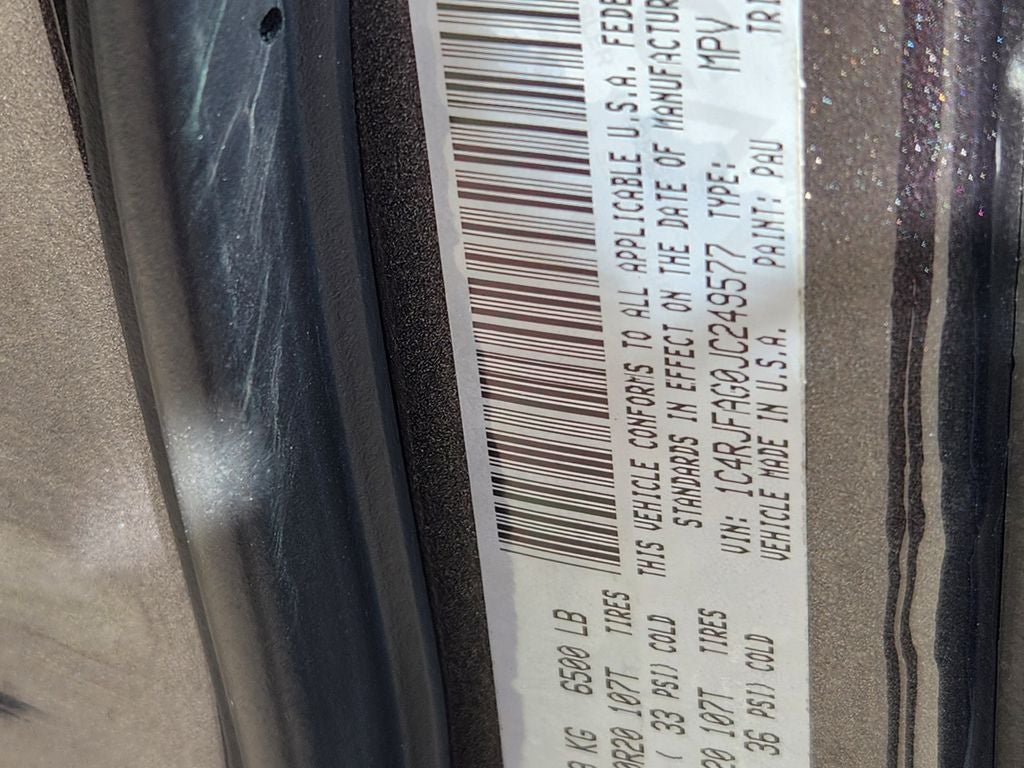 KG 6500 LB
R20 107T TIRES
( 33 PSI) COLD
20 107T TIRES
36 PSI) COLD
THIS VEHICLE CONFORMS TO ALL APPLICABLE U.S.A. FEDE
STANDARDS IN EFFECT ON THE DATE OF MANUFACTUR
VIN: 1C4RJFAG0JC249577 TYPE: MPV
VEHICLE MADE IN U.S.A. PAINT: PAU TRI